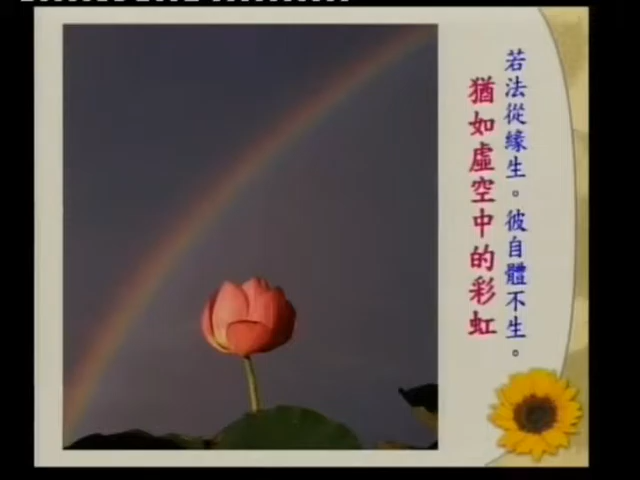 若法從緣生。彼自體不生。
猶如虛空中的彩虹